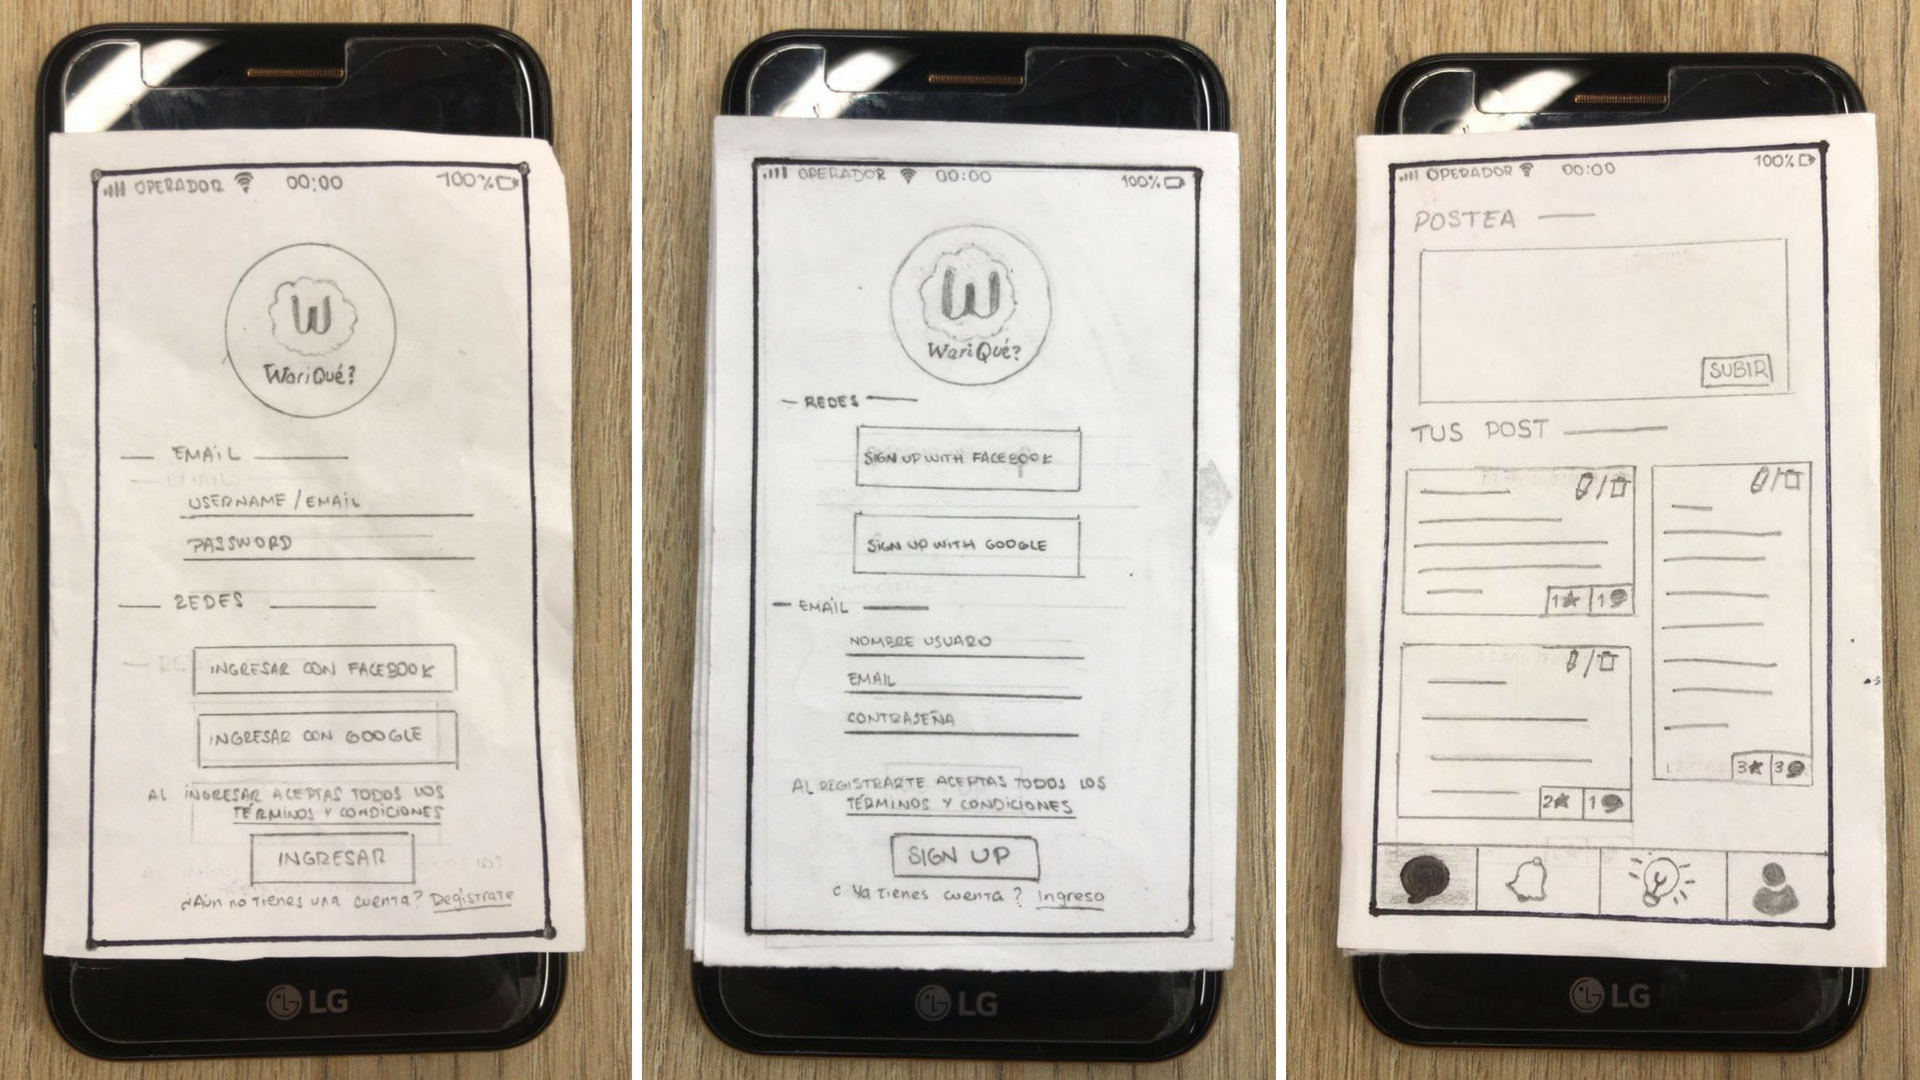 OPERADOR 00:00 100%
W
WariQué?
EMAIL
EMAIL
USERNAME / EMAIL
PASSWORD
REDES
INGRESAR CON FACEBOOK
INGRESAR CON GOOGLE
AL INGRESAR ACEPTAS TODOS LOS
TÉRMINOS Y CONDICIONES
INGRESAR
¿Aún no tienes una cuenta? Registrate
LG
OPERADOR 00:00 100%
W
WariQué?
REDES
SIGN UP WITH FACEBOOK
SIGN UP WITH GOOGLE
EMAIL
NOMBRE USUARO
EMAIL
CONTRASEÑA
AL REGISTRARTE ACEPTAS TODOS LOS
TÉRMINOS Y CONDICIONES
SIGN UP
¿ Ya tienes cuenta ? Ingreso
LG
OPERADOR 00:00 100%
POSTEA
SUBIR
TUS POST
1 1
2 1
3 3
LG